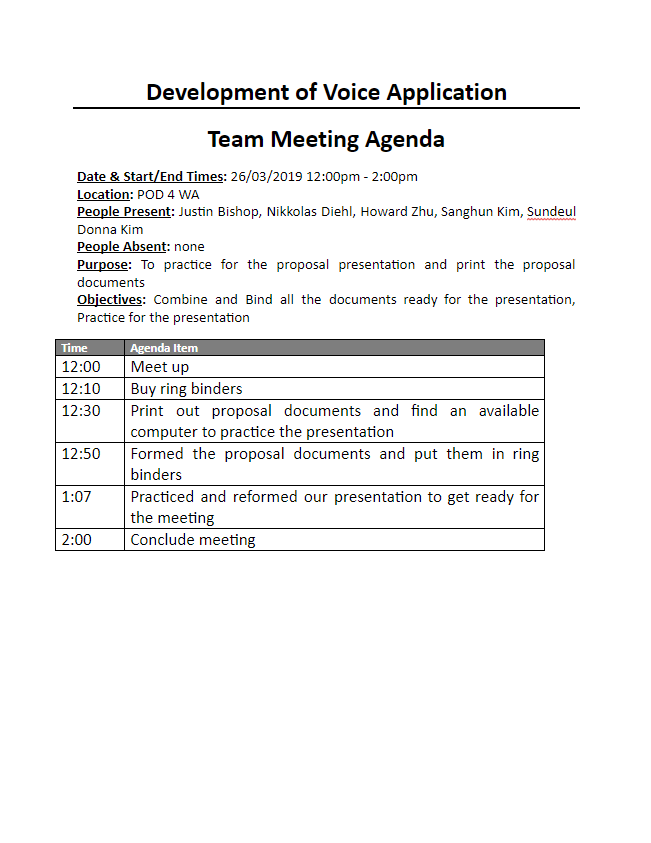 Development of Voice Application
Team Meeting Agenda
Date & Start/End Times: 26/03/2019 12:00pm - 2:00pm
Location: POD 4 WA
People Present: Justin Bishop, Nikkolas Diehl, Howard Zhu, Sanghun Kim, Sundeul
Donna Kim
People Absent: none
Purpose: To practice for the proposal presentation and print the proposal
documents
Objectives: Combine and Bind all the documents ready for the presentation,
Practice for the presentation
Time Agenda Item
12:00 Meet up
12:10 Buy ring binders
12:30 Print out proposal documents and find an available
computer to practice the presentation
12:50 Formed the proposal documents and put them in ring
binders
1:07 Practiced and reformed our presentation to get ready for
the meeting
2:00 Conclude meeting